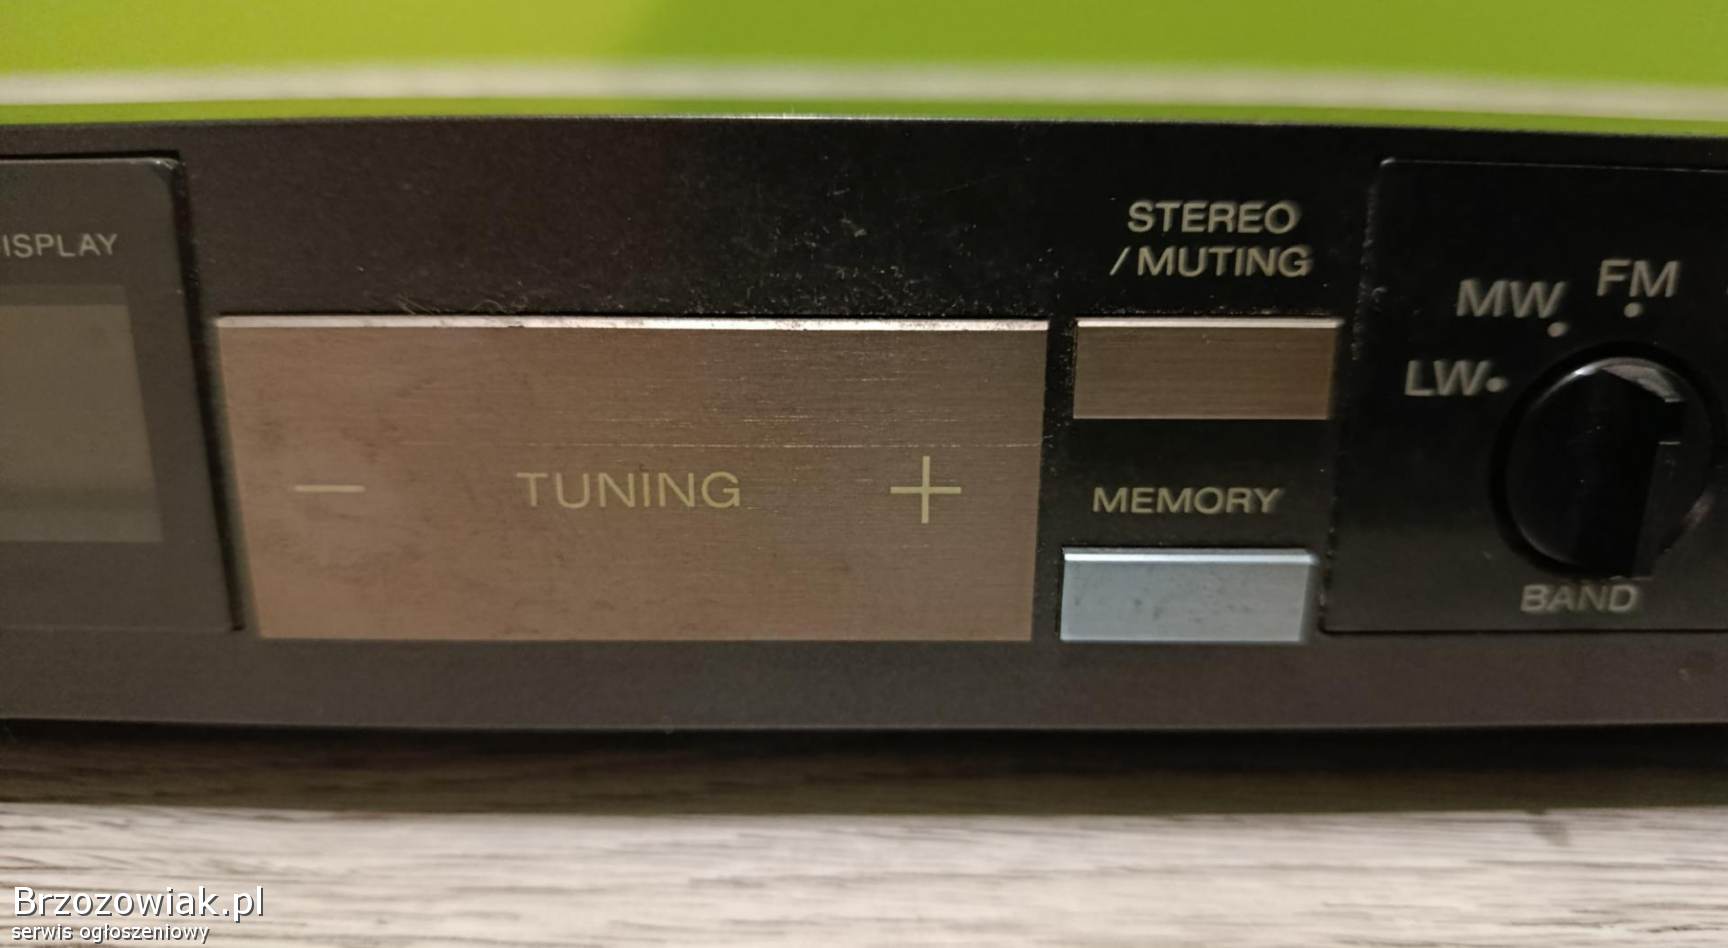 ISPLAY
STEREO
/MUTING
MW FM
LW
− TUNING +
MEMORY
BAND
Brzozowiak.pl
serwis ogłoszeniowy